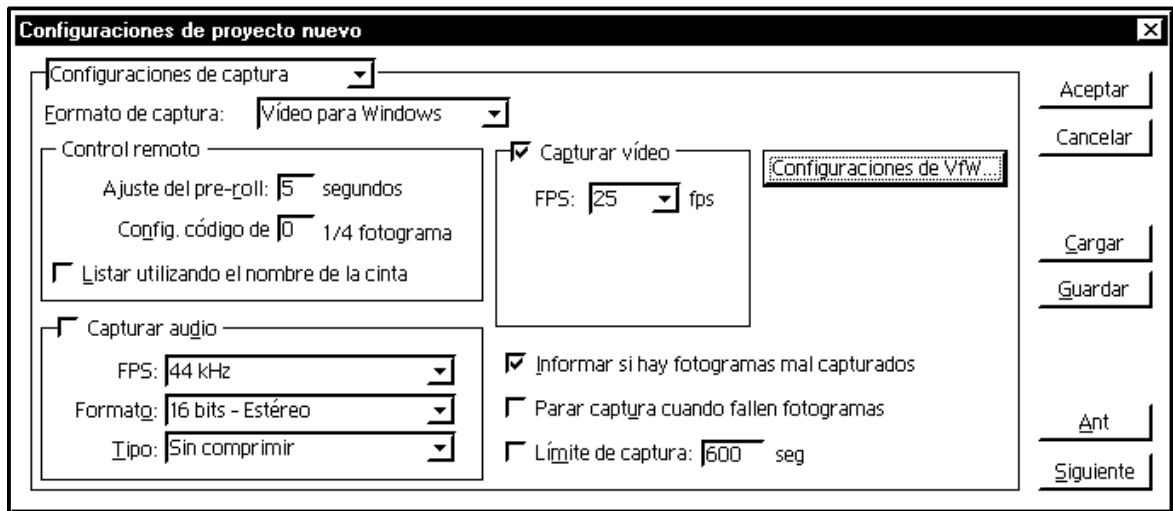 Configuraciones de proyecto nuevo
Configuraciones de captura
Formato de captura: Vídeo para Windows
Control remoto
Ajuste del pre-roll: 5 segundos
Config. código de 0 1/4 fotograma
Listar utilizando el nombre de la cinta
Capturar vídeo
FPS: 25 fps
Configuraciones de VfW...
Capturar audio
FPS: 44 kHz
Formato: 16 bits - Estéreo
Tipo: Sin comprimir
Informar si hay fotogramas mal capturados
Parar captura cuando fallen fotogramas
Límite de captura: 600 seg
Aceptar
Cancelar
Cargar
Guardar
Ant
Siguiente